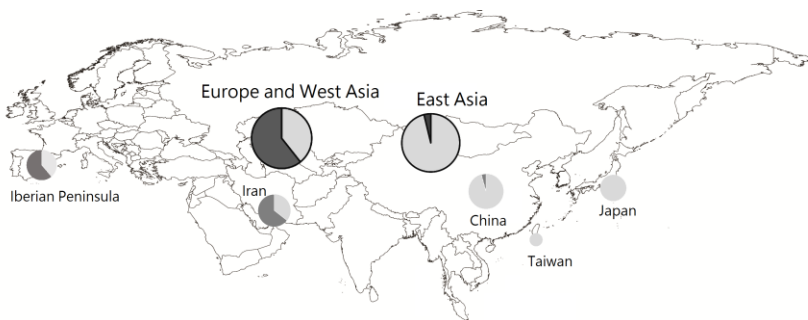 Europe and West Asia
East Asia
Iberian Peninsula
Iran
China
Japan
Taiwan